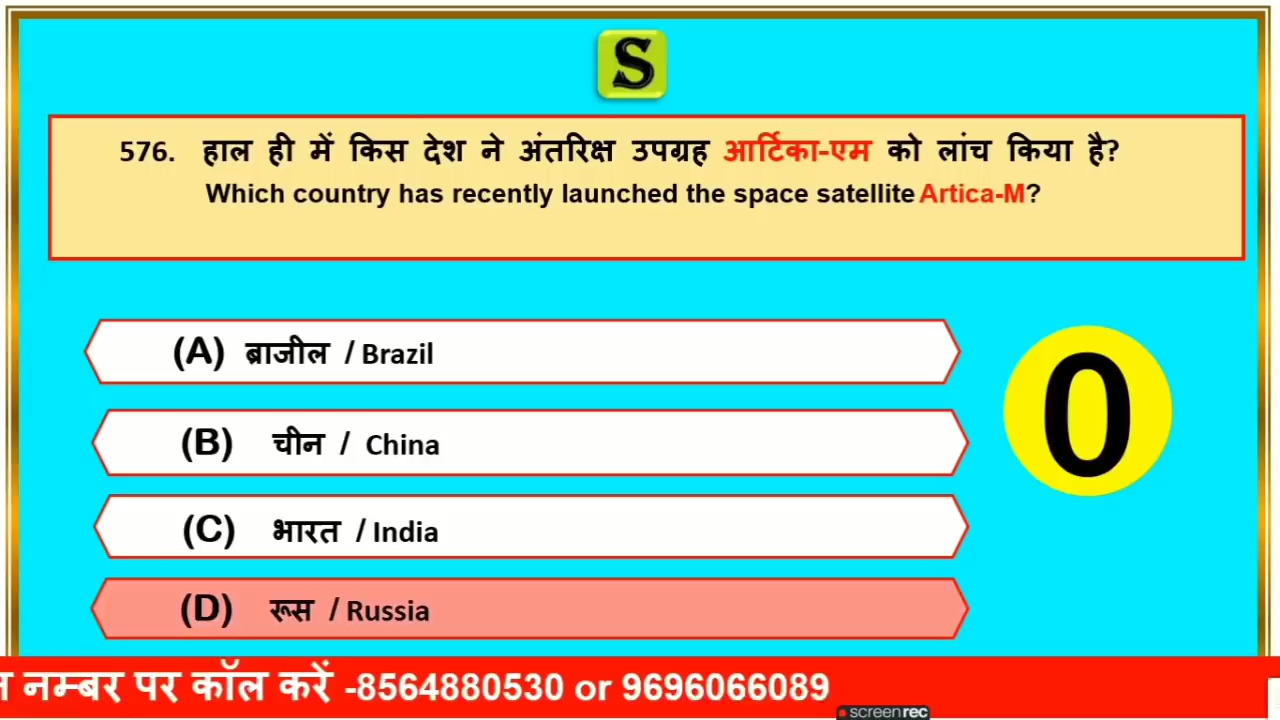 S
576. हाल ही में किस देश ने अंतरिक्ष उपग्रह आर्टिका-एम को लांच किया है?
Which country has recently launched the space satellite Artica-M?
(A) ब्राजील / Brazil
(B) चीन / China
(C) भारत / India
(D) रूस / Russia
0
नम्बर पर कॉल करें -8564880530 or 9696066089
screenrec